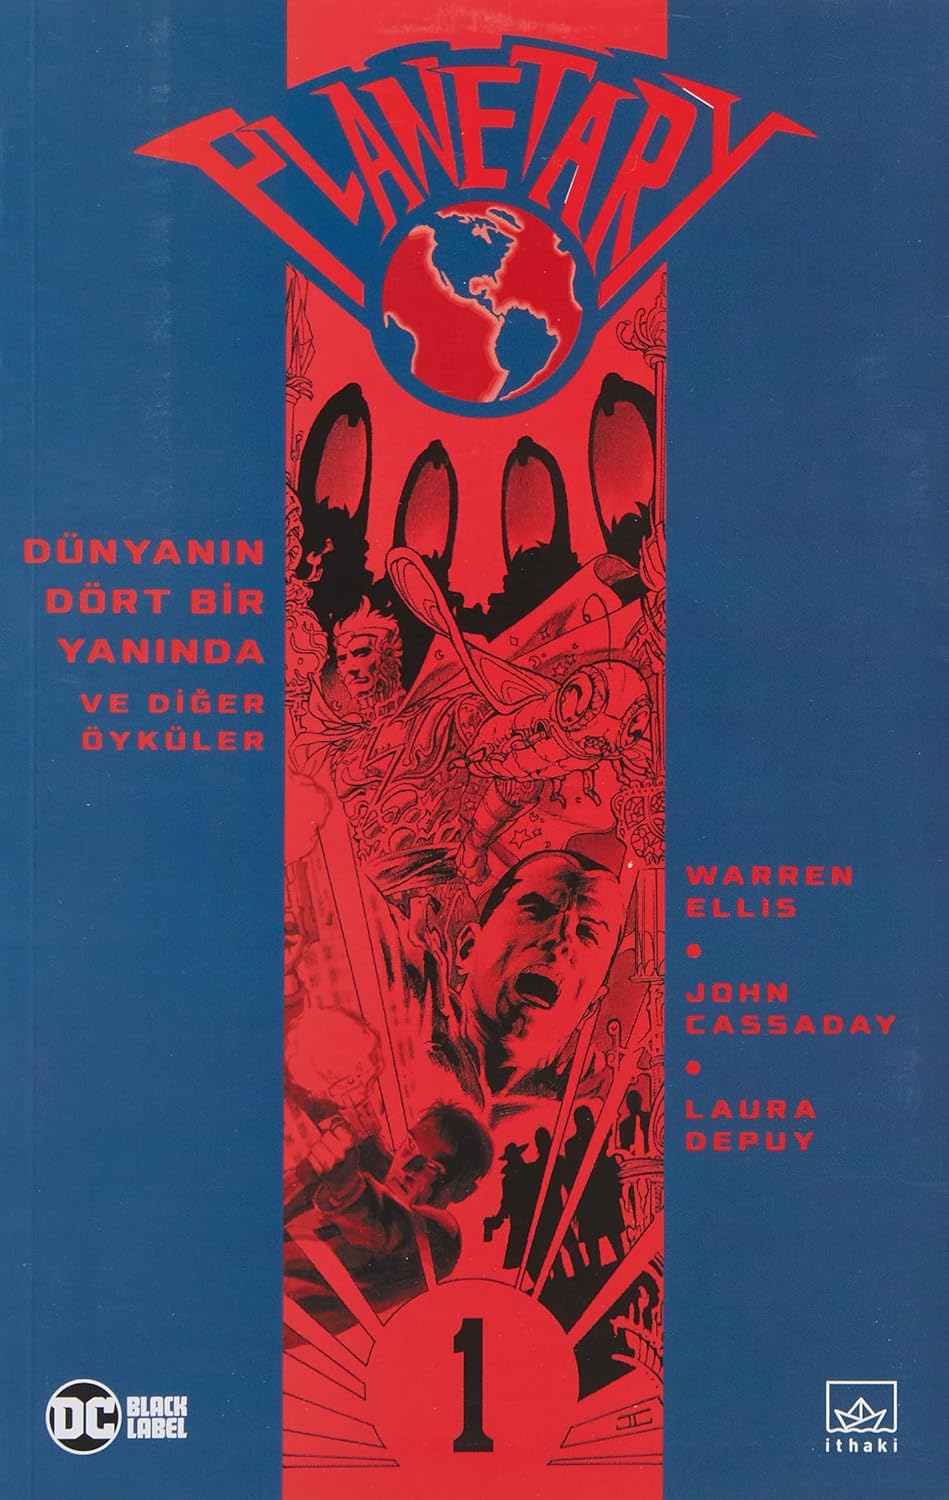 PLANETARY
DÜNYANIN
DÖRT BİR
YANINDA
VE DİĞER
ÖYKÜLER
WARREN
ELLIS
•
JOHN
CASSADAY
•
LAURA
DEPUY
1
DC BLACK
LABEL
ithaki